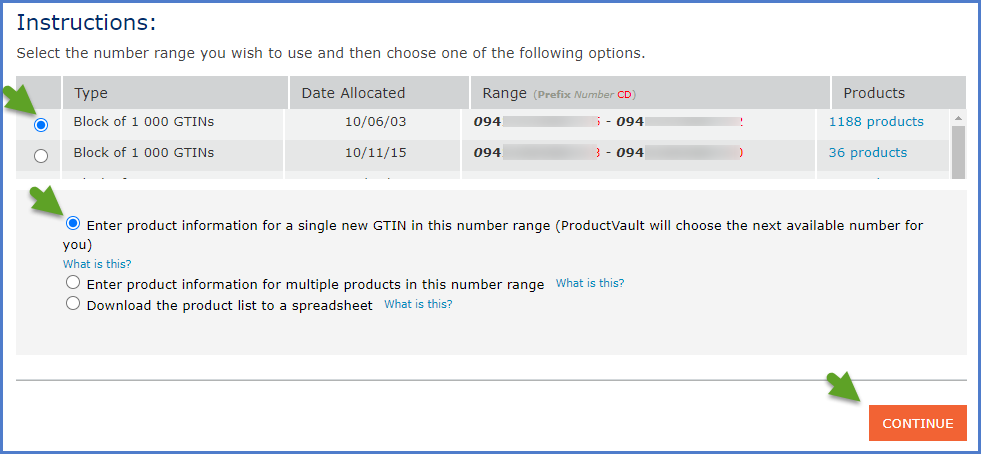 Instructions:
Select the number range you wish to use and then choose one of the following options.
Type Date Allocated Range (Prefix Number CD) Products
Block of 1 000 GTINs 10/06/03 094 - 094 1188 products
Block of 1 000 GTINs 10/11/15 094 - 094 36 products
Enter product information for a single new GTIN in this number range (ProductVault will choose the next available number for
you)
What is this?
Enter product information for multiple products in this number range What is this?
Download the product list to a spreadsheet What is this?
CONTINUE